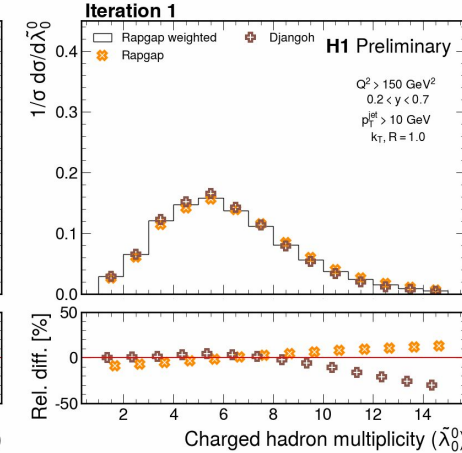 Iteration 1
Rapgap weighted
Djangoh
Rapgap
H1 Preliminary
Q² > 150 GeV²
0.2 < y < 0.7
p_T^jet > 10 GeV
k_T, R = 1.0
1/σ dσ/dλ̃₀⁰
0.4
0.3
0.2
0.1
0.0
Rel. diff. [%]
50
0
-50
2 4 6 8 10 12 14
Charged hadron multiplicity (λ̃₀⁰)